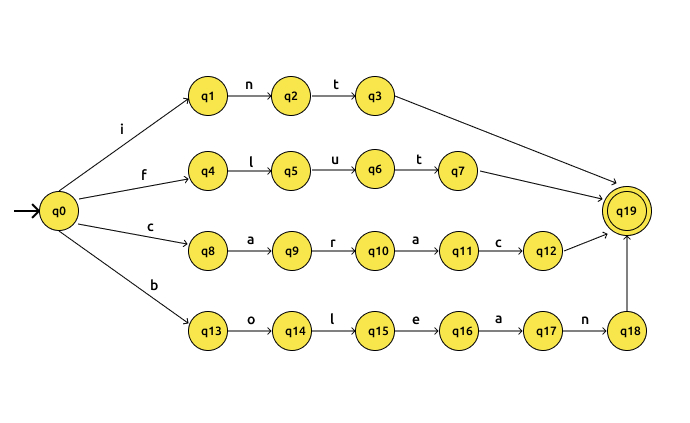 n t
q1 q2 q3
i
l u t
f
q4 q5 q6 q7
q0 q19
c
a r a c
q8 q9 q10 q11 q12
b
o l e a n
q13 q14 q15 q16 q17 q18